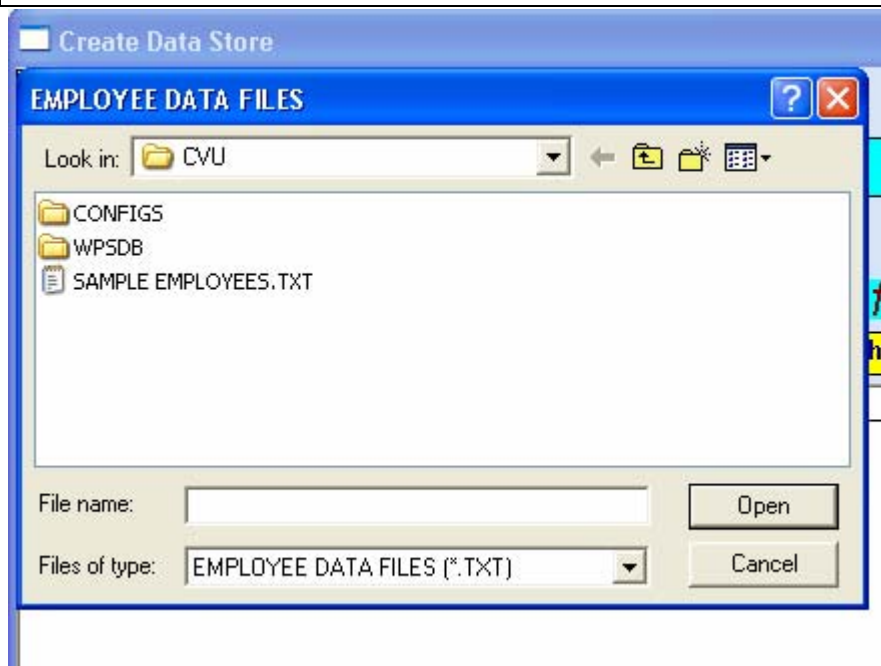 Create Data Store
EMPLOYEE DATA FILES
Look in: CVU
CONFIGS
WPSDB
SAMPLE EMPLOYEES.TXT
File name:
Open
Files of type: EMPLOYEE DATA FILES (*.TXT)
Cancel